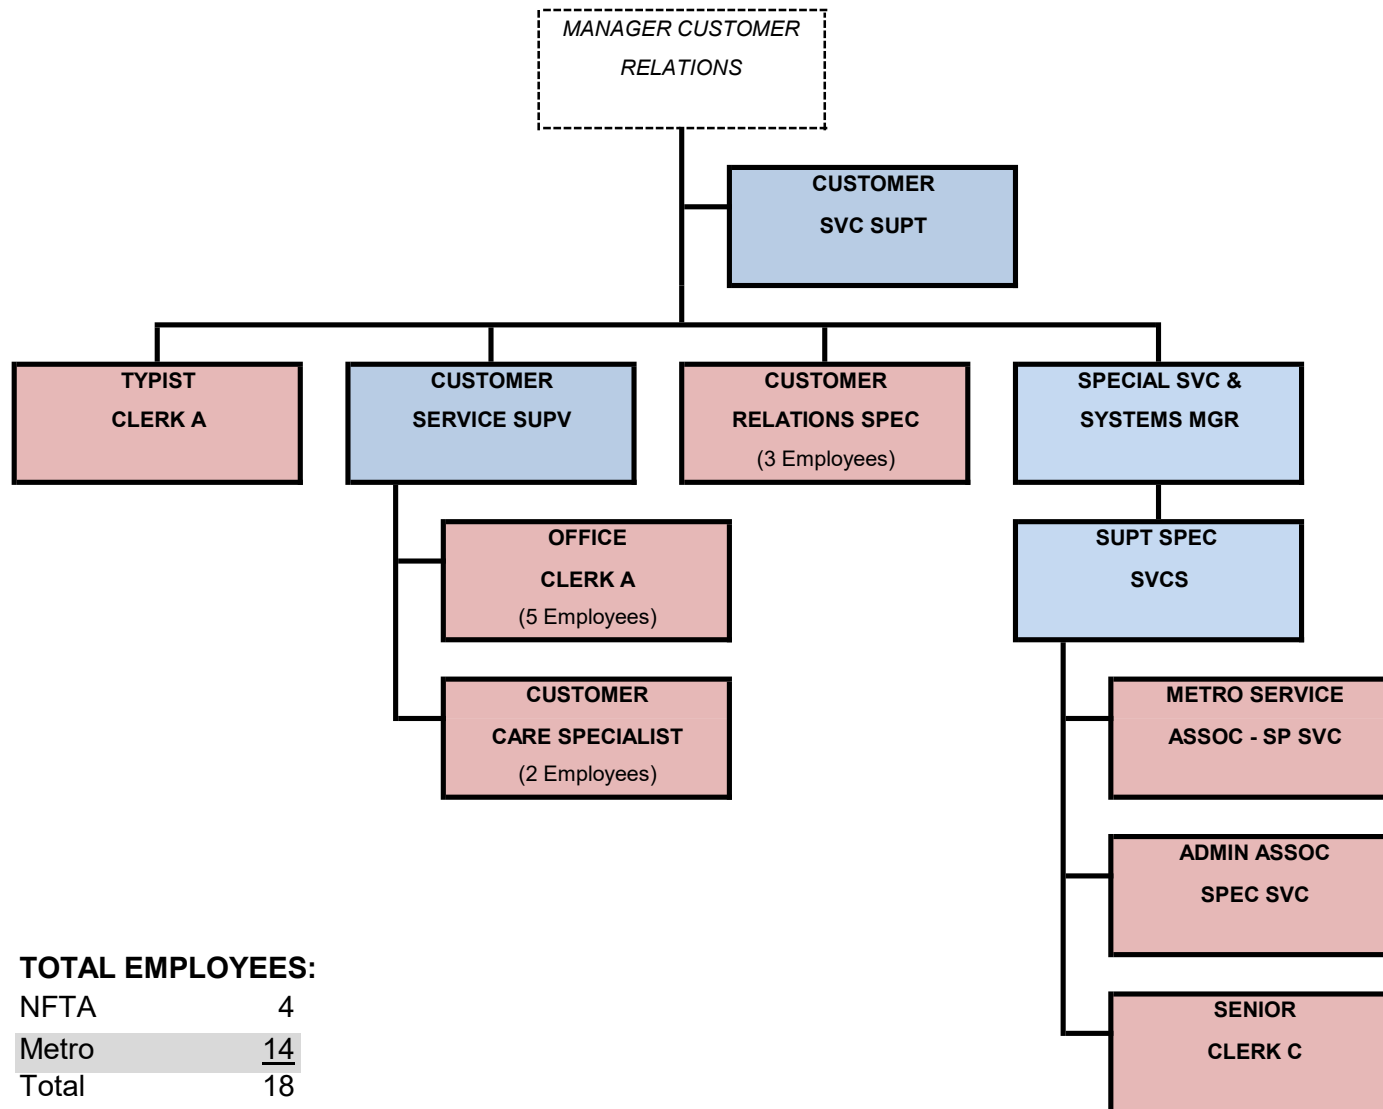 MANAGER CUSTOMER
RELATIONS
CUSTOMER
SVC SUPT
TYPIST
CLERK A
CUSTOMER
SERVICE SUPV
CUSTOMER
RELATIONS SPEC
(3 Employees)
SPECIAL SVC &
SYSTEMS MGR
OFFICE
CLERK A
(5 Employees)
CUSTOMER
CARE SPECIALIST
(2 Employees)
SUPT SPEC
SVCS
METRO SERVICE
ASSOC - SP SVC
ADMIN ASSOC
SPEC SVC
SENIOR
CLERK C
TOTAL EMPLOYEES:
NFTA 4
Metro 14
Total 18